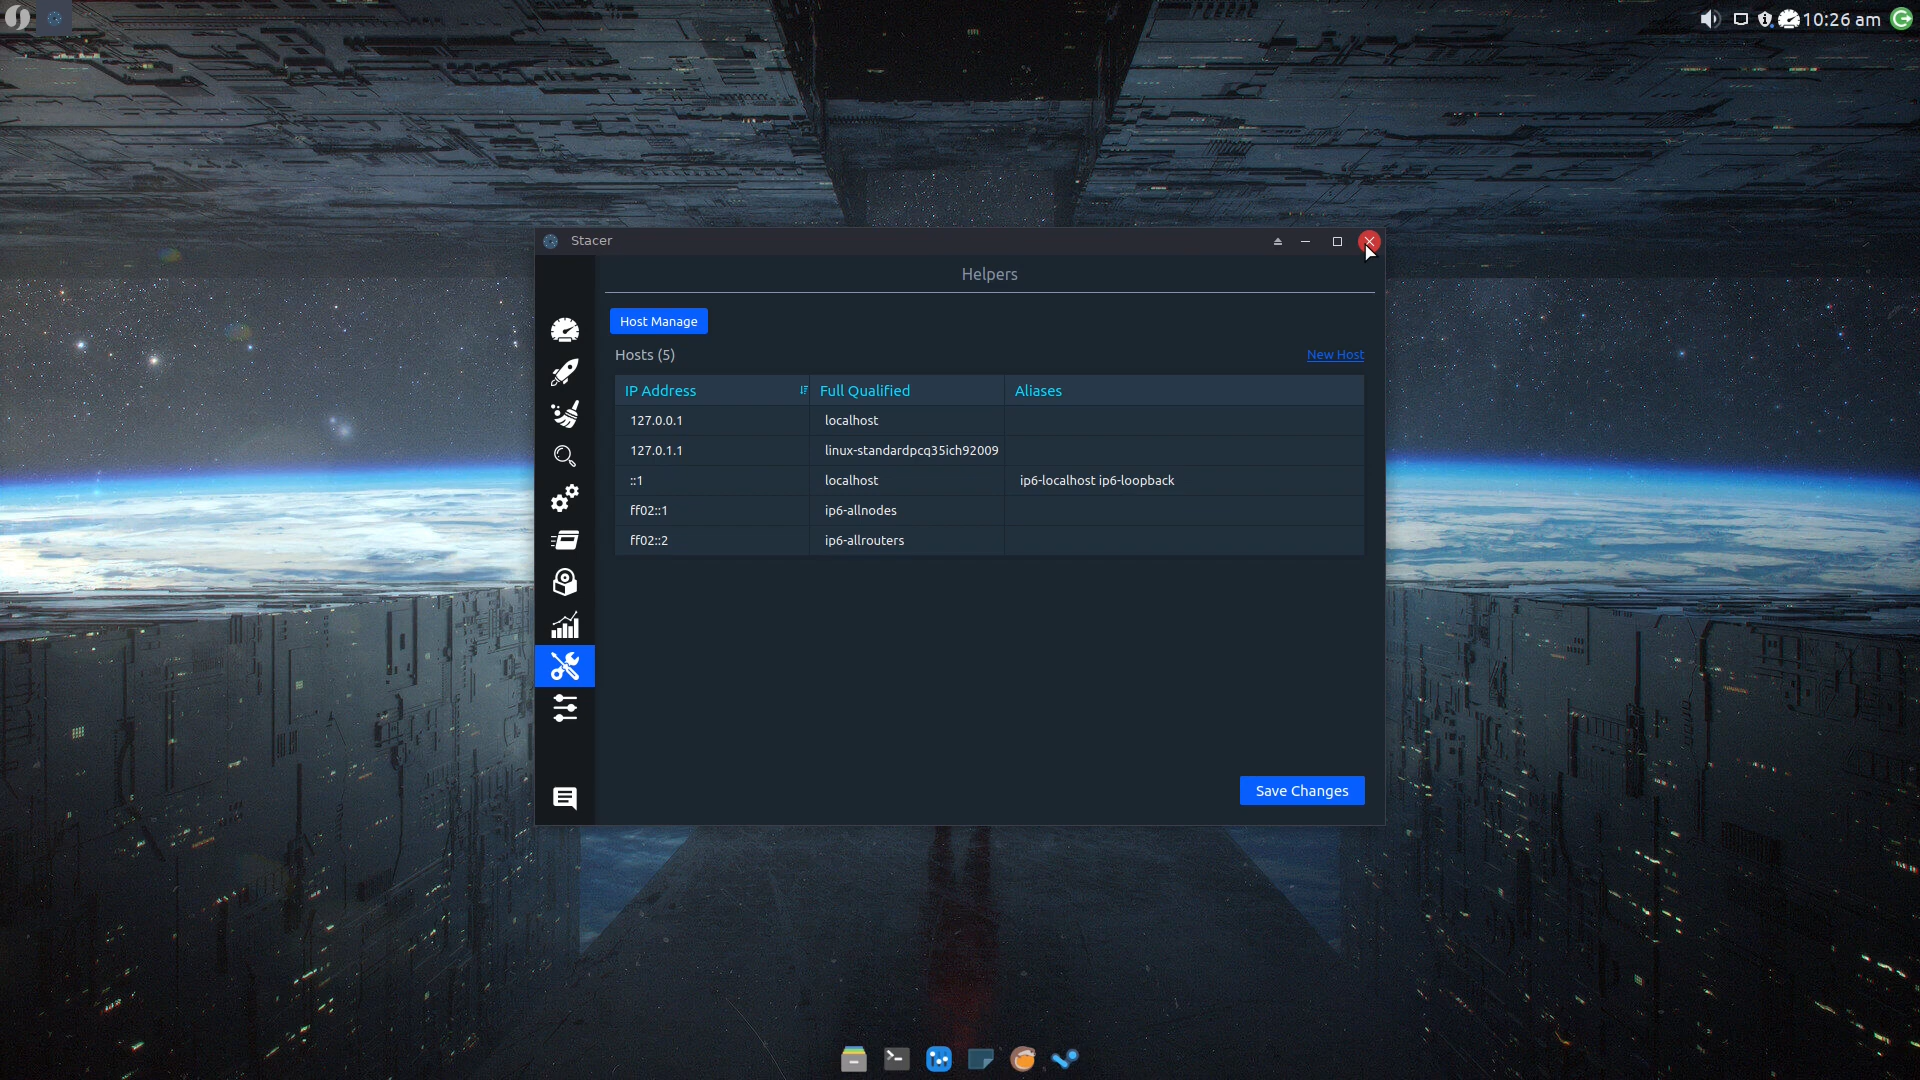 10:26 am
Stacer
Helpers
Host Manage
Hosts (5)
New Host
IP Address Full Qualified Aliases
127.0.0.1 localhost
127.0.1.1 linux-standardpcq35ich92009
::1 localhost ip6-localhost ip6-loopback
ff02::1 ip6-allnodes
ff02::2 ip6-allrouters
Save Changes